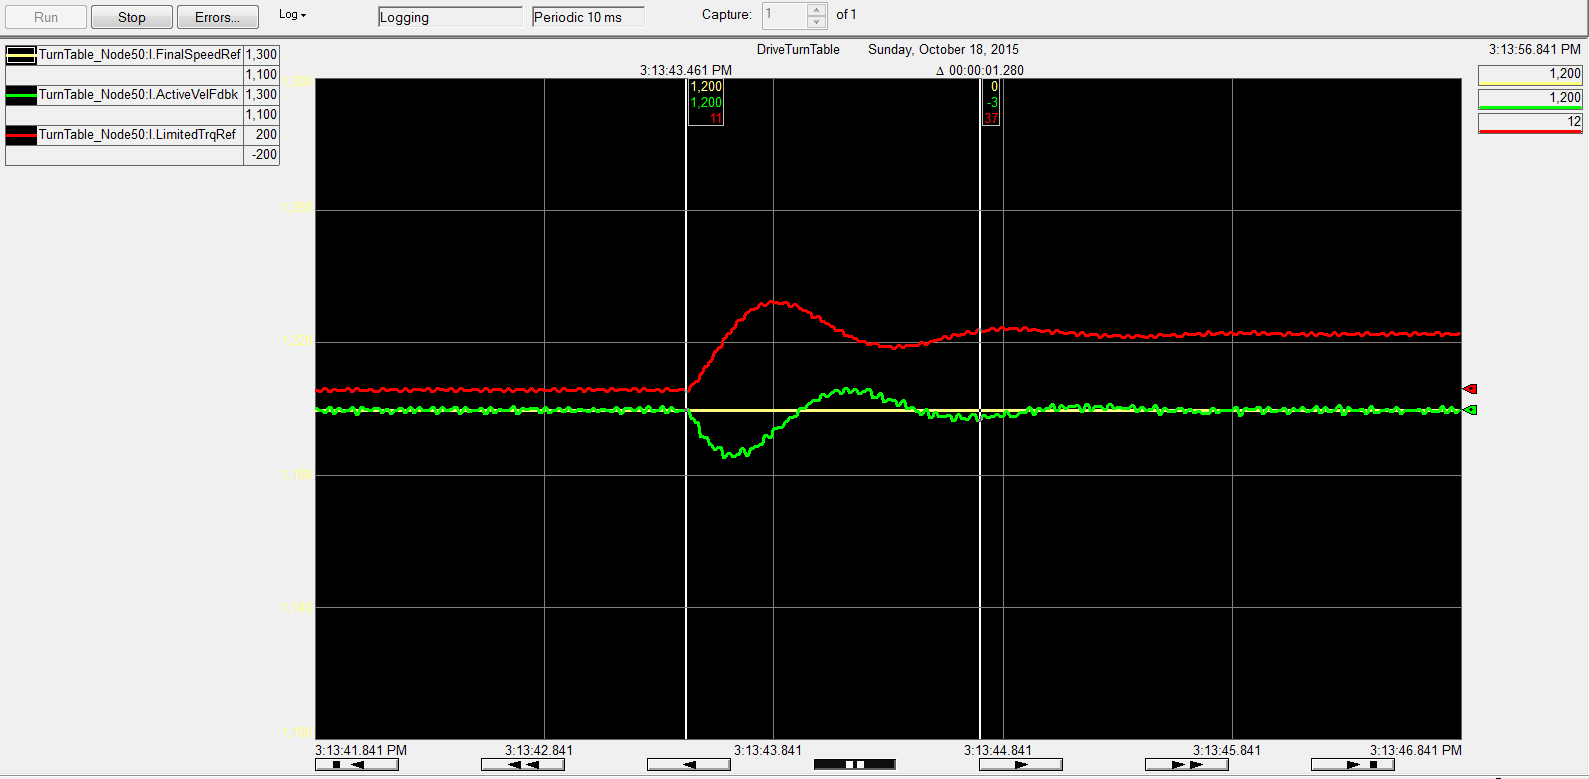 Run Stop Errors... Log Logging Periodic 10 ms Capture: 1 of 1
DriveTurnTable Sunday, October 18, 2015 3:13:56.841 PM
TurnTable_Node50:I.FinalSpeedRef 1,300
1,100
TurnTable_Node50:I.ActiveVelFdbk 1,300
1,100
TurnTable_Node50:I.LimitedTrqRef 200
-200
3:13:43.461 PM Δ 00:00:01.280
1,200 0
1,200 -3
11 37
1,200
1,200
12
3:13:41.841 PM 3:13:42.841 3:13:43.841 3:13:44.841 3:13:45.841 3:13:46.841 PM